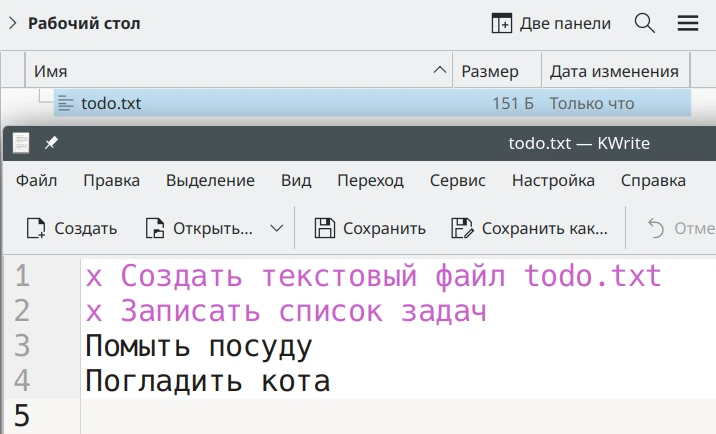 Рабочий стол
Две панели
Имя Размер Дата изменения
todo.txt 151 Б Только что
todo.txt — KWrite
Файл Правка Выделение Вид Переход Сервис Настройка Справка
Создать Открыть... Сохранить Сохранить как... Отме
1 x Создать текстовый файл todo.txt
2 x Записать список задач
3 Помыть посуду
4 Погладить кота
5